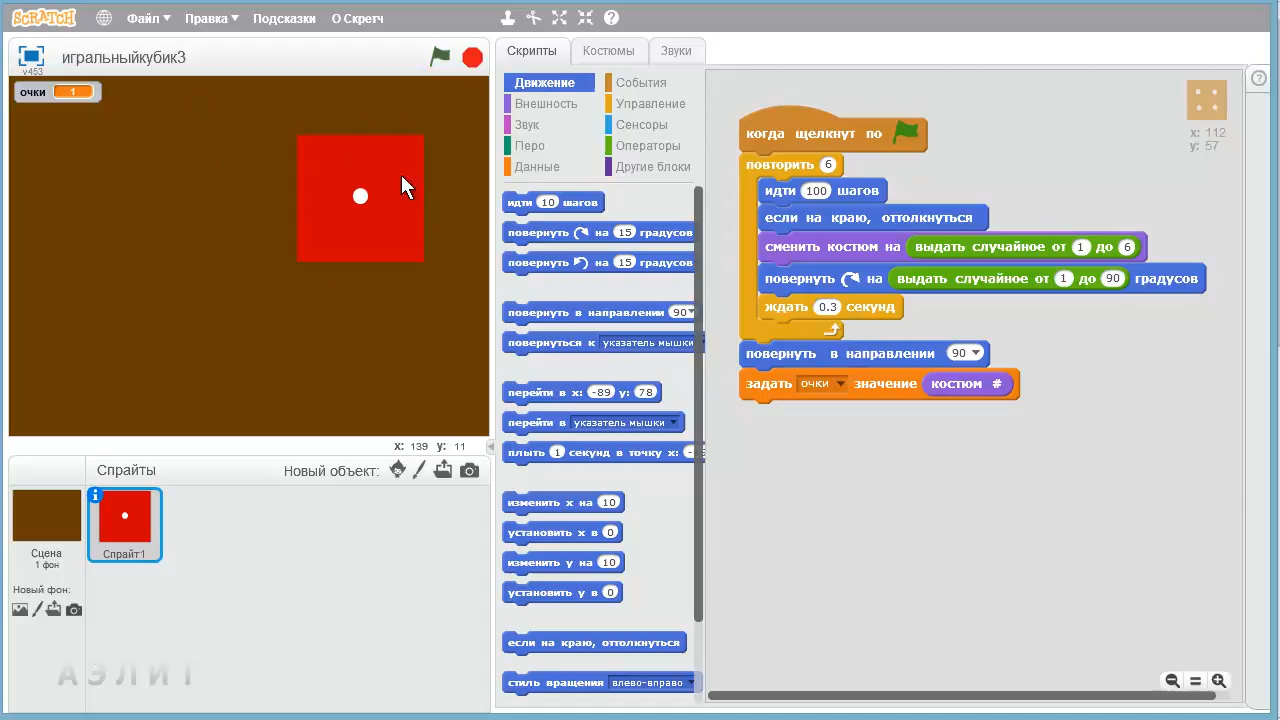 SCRATCH Файл Правка Подсказки О Скретч
v453
игральныйкубик3
очки 1
x: 139 y: 11
Спрайты Новый объект:
Сцена
1 фон
Новый фон:
Спрайт1
АЭЛИТ
Скрипты Костюмы Звуки
Движение События
Внешность Управление
Звук Сенсоры
Перо Операторы
Данные Другие блоки
идти 10 шагов
повернуть на 15 градусов
повернуть на 15 градусов
повернуть в направлении 90
повернуться к указатель мышки
перейти в x: -89 y: 78
перейти в указатель мышки
плыть 1 секунд в точку x:
изменить x на 10
установить x в 0
изменить y на 10
установить y в 0
если на краю, оттолкнуться
стиль вращения влево-вправо
x: 112
y: 57
когда щелкнут по
повторить 6
идти 100 шагов
если на краю, оттолкнуться
сменить костюм на выдать случайное от 1 до 6
повернуть на выдать случайное от 1 до 90 градусов
ждать 0.3 секунд
повернуть в направлении 90
задать очки значение костюм #